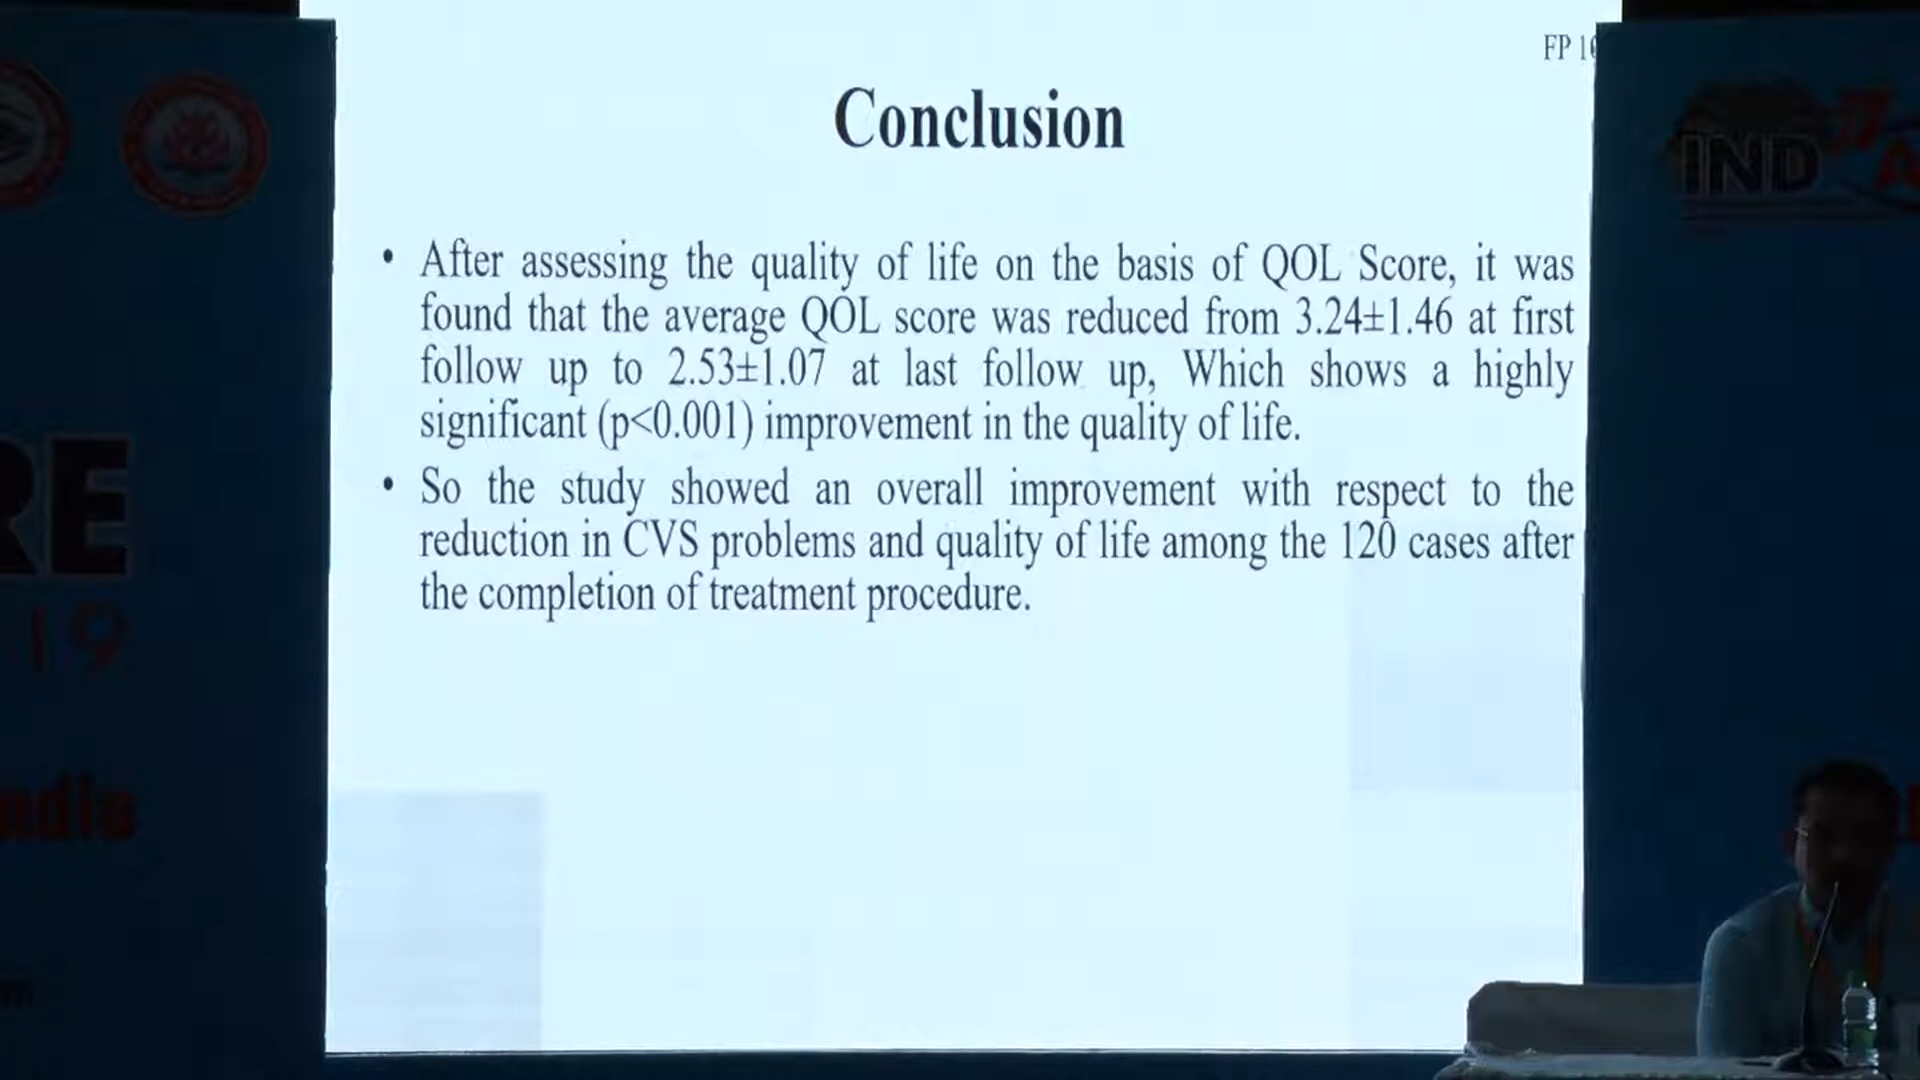 FP 1
Conclusion
• After assessing the quality of life on the basis of QOL Score, it was
found that the average QOL score was reduced from 3.24±1.46 at first
follow up to 2.53±1.07 at last follow up, Which shows a highly
significant (p<0.001) improvement in the quality of life.
• So the study showed an overall improvement with respect to the
reduction in CVS problems and quality of life among the 120 cases after
the completion of treatment procedure.
IND
RE
19
ndia